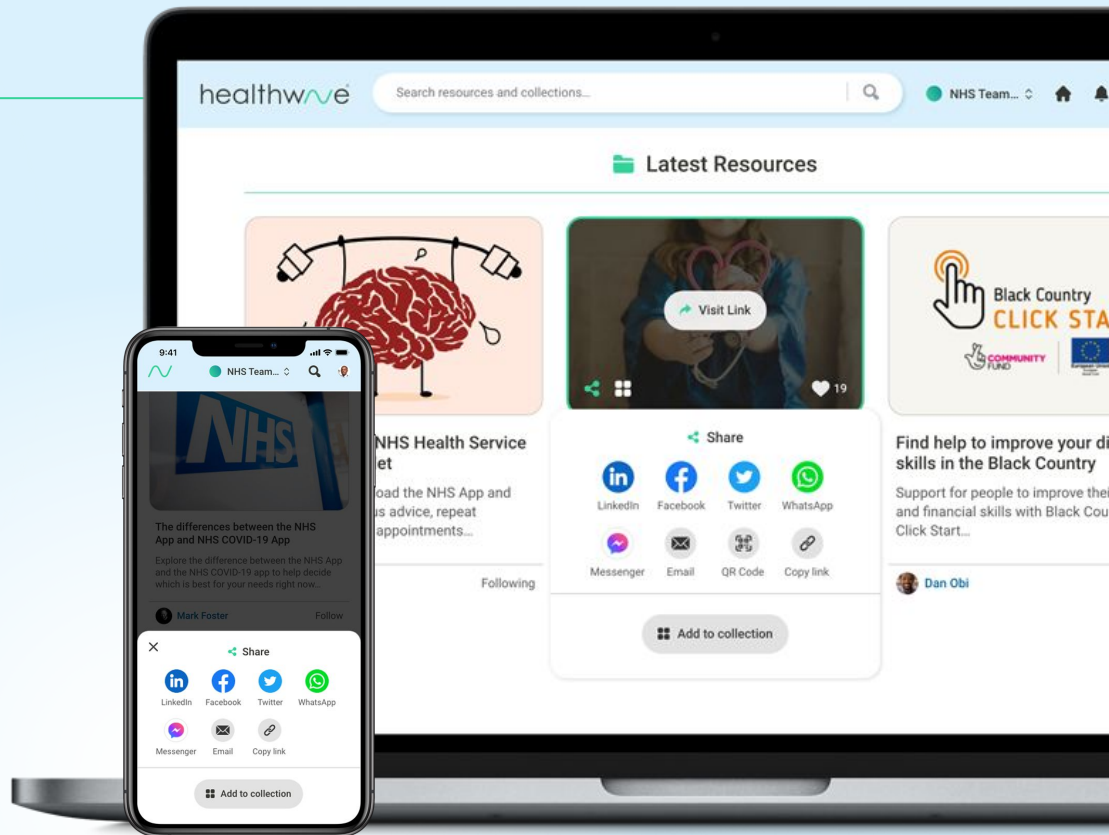 healthwave
Search resources and collections...
NHS Team...
Latest Resources
Visit Link
19
Black Country
CLICK STA
COMMUNITY
FUND
European Union
NHS Health Service
et
oad the NHS App and
us advice, repeat
appointments...
Following
Share
LinkedIn
Facebook
Twitter
WhatsApp
Messenger
Email
QR Code
Copy link
Add to collection
Find help to improve your di
skills in the Black Country
Support for people to improve thei
and financial skills with Black Cou
Click Start...
Dan Obi
9:41
NHS Team...
NHS
The differences between the NHS
App and NHS COVID-19 App
Explore the difference between the NHS App
and the NHS COVID-19 app to help decide
which is best for your needs right now...
Mark Foster
Follow
Share
LinkedIn
Facebook
Twitter
WhatsApp
Messenger
Email
Copy link
Add to collection